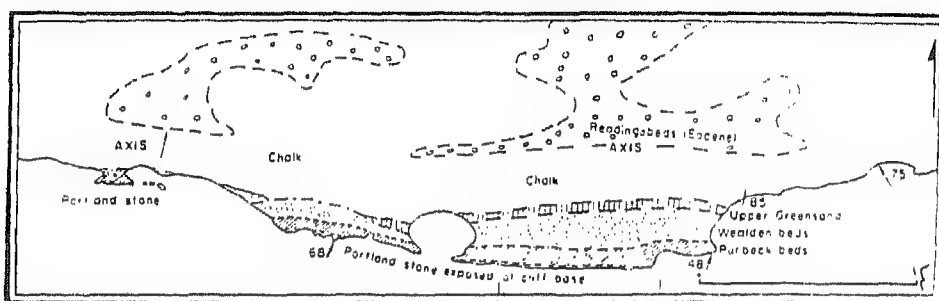 Readingsbeds (Eocene)
AXIS
AXIS
Chalk
Chalk
75
85
Portland stone
Upper Greensand
Wealden beds
Purbeck beds
68
Portland stone exposed at cliff base
48